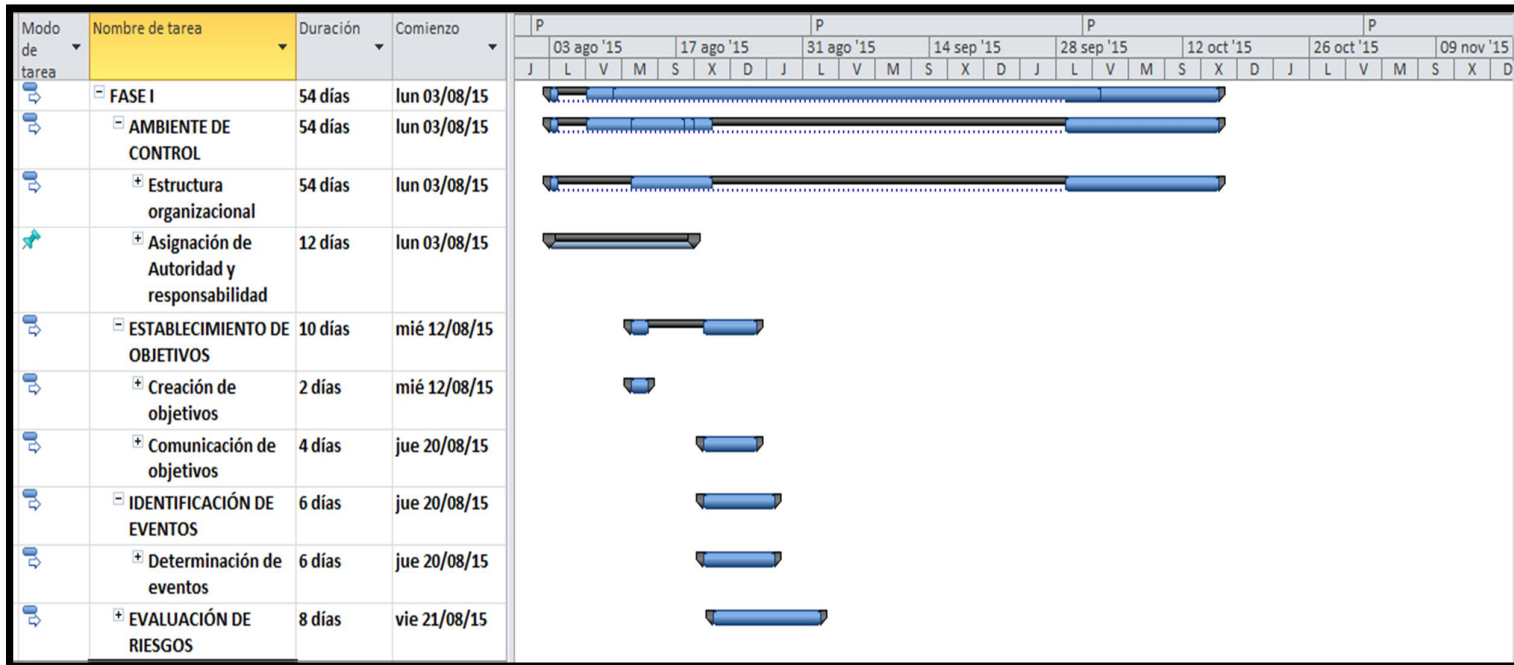 Modo de tarea
Nombre de tarea
Duración
Comienzo
P P P P
03 ago '15 17 ago '15 31 ago '15 14 sep '15 28 sep '15 12 oct '15 26 oct '15 09 nov '15
J L V M S X D J L V M S X D J L V M S X D J L V M S X D
FASE I 54 días lun 03/08/15
AMBIENTE DE 54 días lun 03/08/15
CONTROL
Estructura 54 días lun 03/08/15
organizacional
Asignación de 12 días lun 03/08/15
Autoridad y
responsabilidad
ESTABLECIMIENTO DE 10 días mié 12/08/15
OBJETIVOS
Creación de 2 días mié 12/08/15
objetivos
Comunicación de 4 días jue 20/08/15
objetivos
IDENTIFICACIÓN DE 6 días jue 20/08/15
EVENTOS
Determinación de 6 días jue 20/08/15
eventos
EVALUACIÓN DE 8 días vie 21/08/15
RIESGOS